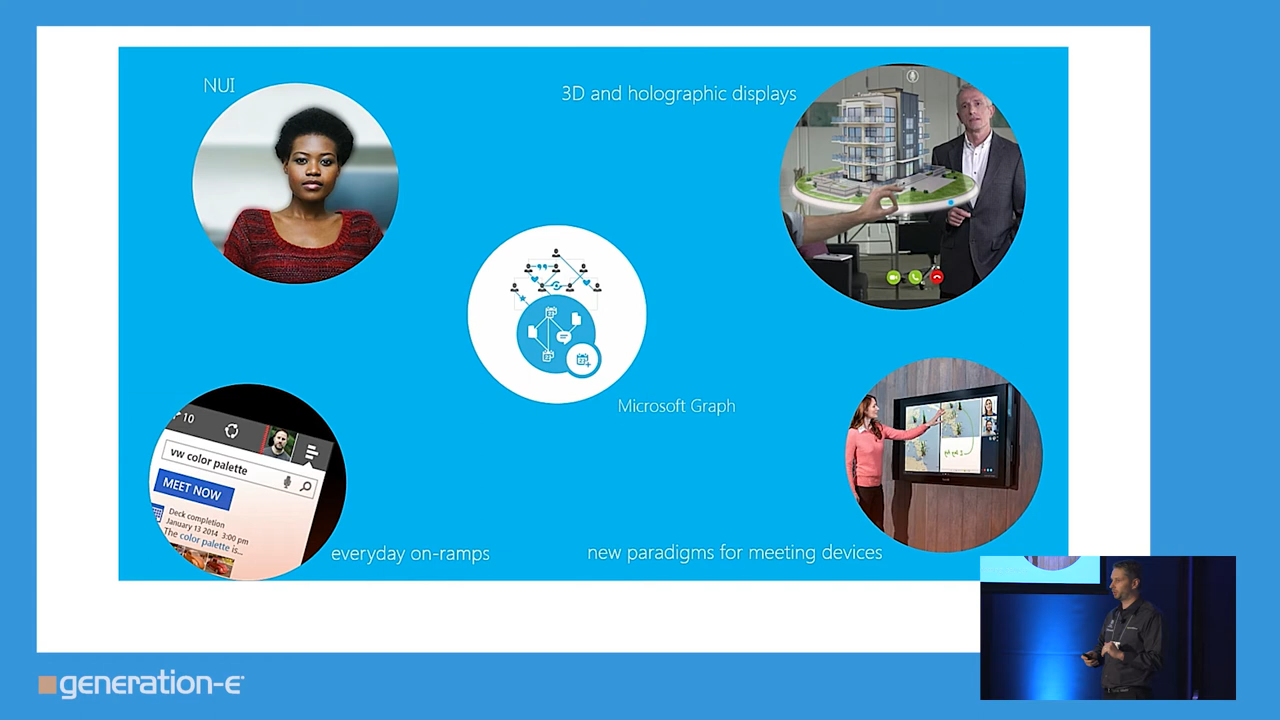 NUI
3D and holographic displays
Microsoft Graph
10
vw color palette
MEET NOW
Deck completion
January 13 2014 3:00 pm
The color palette is...
everyday on-ramps
new paradigms for meeting devices
generation-e